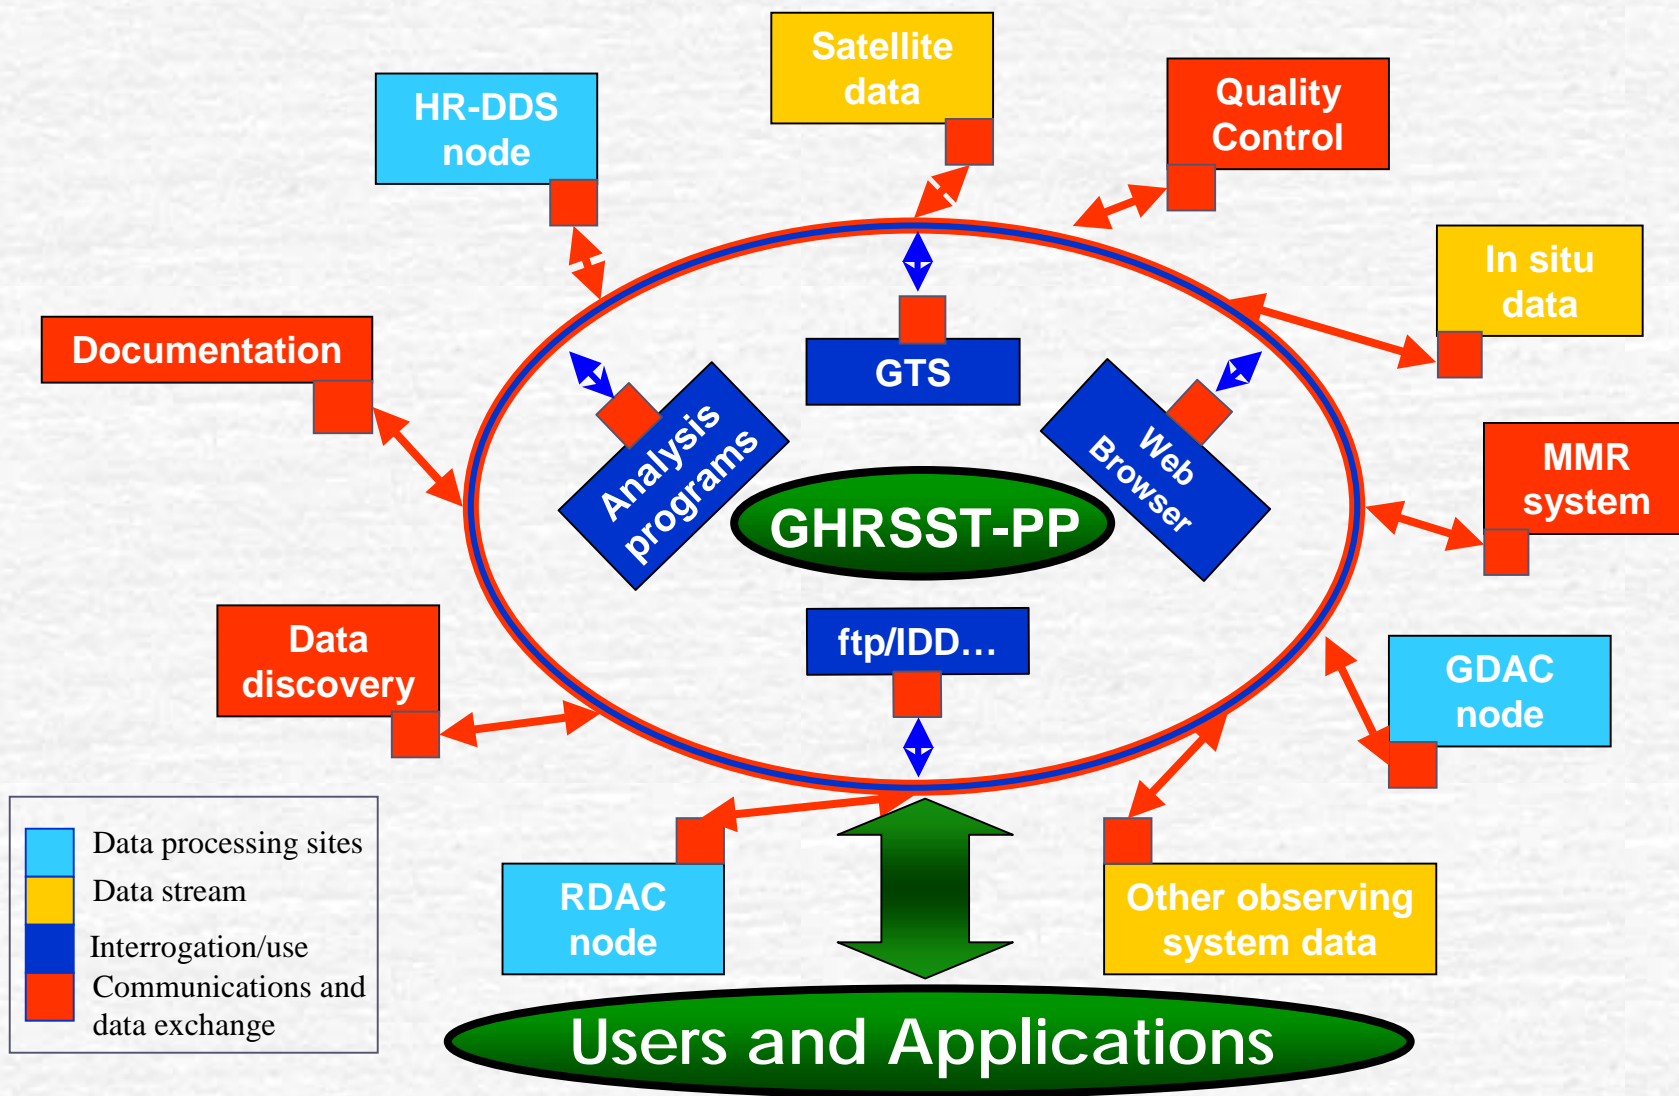 Satellite
data
HR-DDS
node
Quality
Control
In situ
data
Documentation
GTS
Analysis
programs
Web
Browser
MMR
system
GHRSST-PP
Data
discovery
ftp/IDD…
GDAC
node
RDAC
node
Other observing
system data
Data processing sites
Data stream
Interrogation/use
Communications and
data exchange
Users and Applications